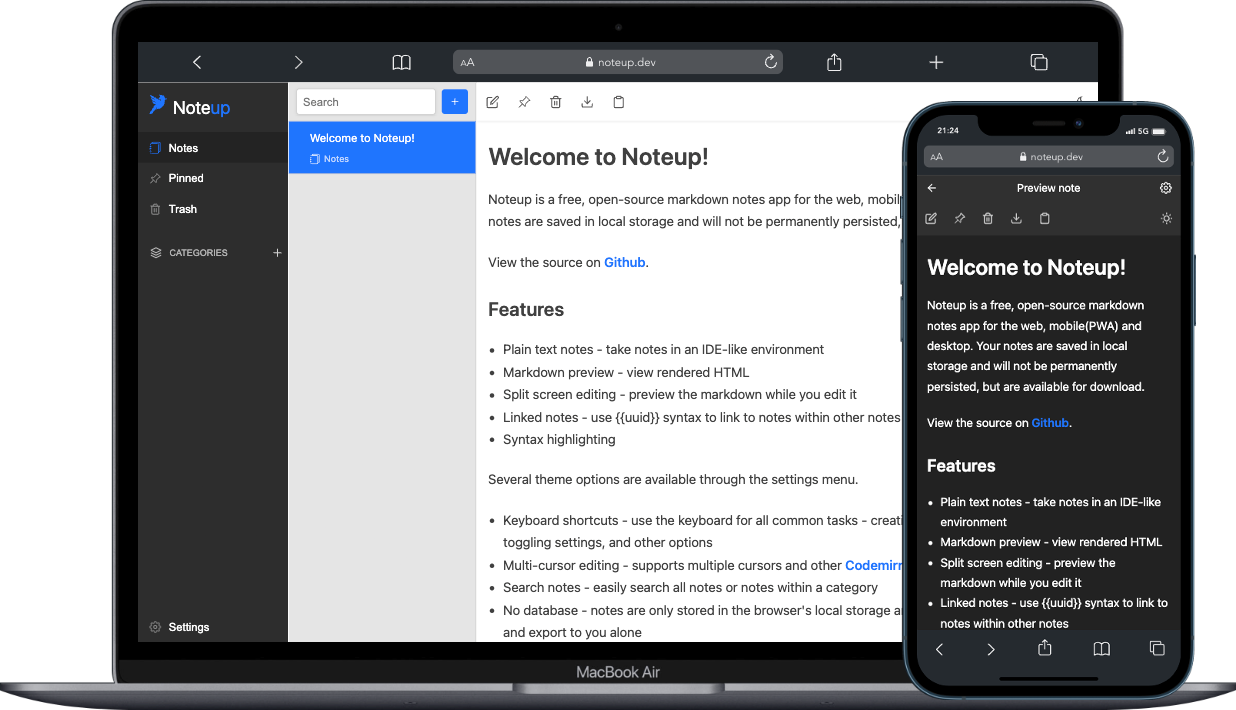 AA noteup.dev
Noteup
Notes
Pinned
Trash
CATEGORIES
Settings
Search
Welcome to Noteup!
Notes
Welcome to Noteup!
Noteup is a free, open-source markdown notes app for the web,
notes are saved in local storage and will not be permanently persisted,
View the source on Github.
Features
• Plain text notes - take notes in an IDE-like environment
• Markdown preview - view rendered HTML
• Split screen editing - preview the markdown while you edit it
• Linked notes - use {{uuid}} syntax to link to notes within other notes
• Syntax highlighting
Several theme options are available through the settings menu.
• Keyboard shortcuts - use the keyboard for all common tasks -
toggling settings, and other options
• Multi-cursor editing - supports multiple cursors and other
• Search notes - easily search all notes or notes within a category
• No database - notes are only stored in the browser's local storage
and export to you alone
MacBook Air
21:24
5G
AA noteup.dev
Preview note
Welcome to Noteup!
Noteup is a free, open-source markdown
notes app for the web, mobile(PWA) and
desktop. Your notes are saved in local
storage and will not be permanently
persisted, but are available for download.
View the source on Github.
Features
• Plain text notes - take notes in an IDE-like
environment
• Markdown preview - view rendered HTML
• Split screen editing - preview the
markdown while you edit it
• Linked notes - use {{uuid}} syntax to link to
notes within other notes